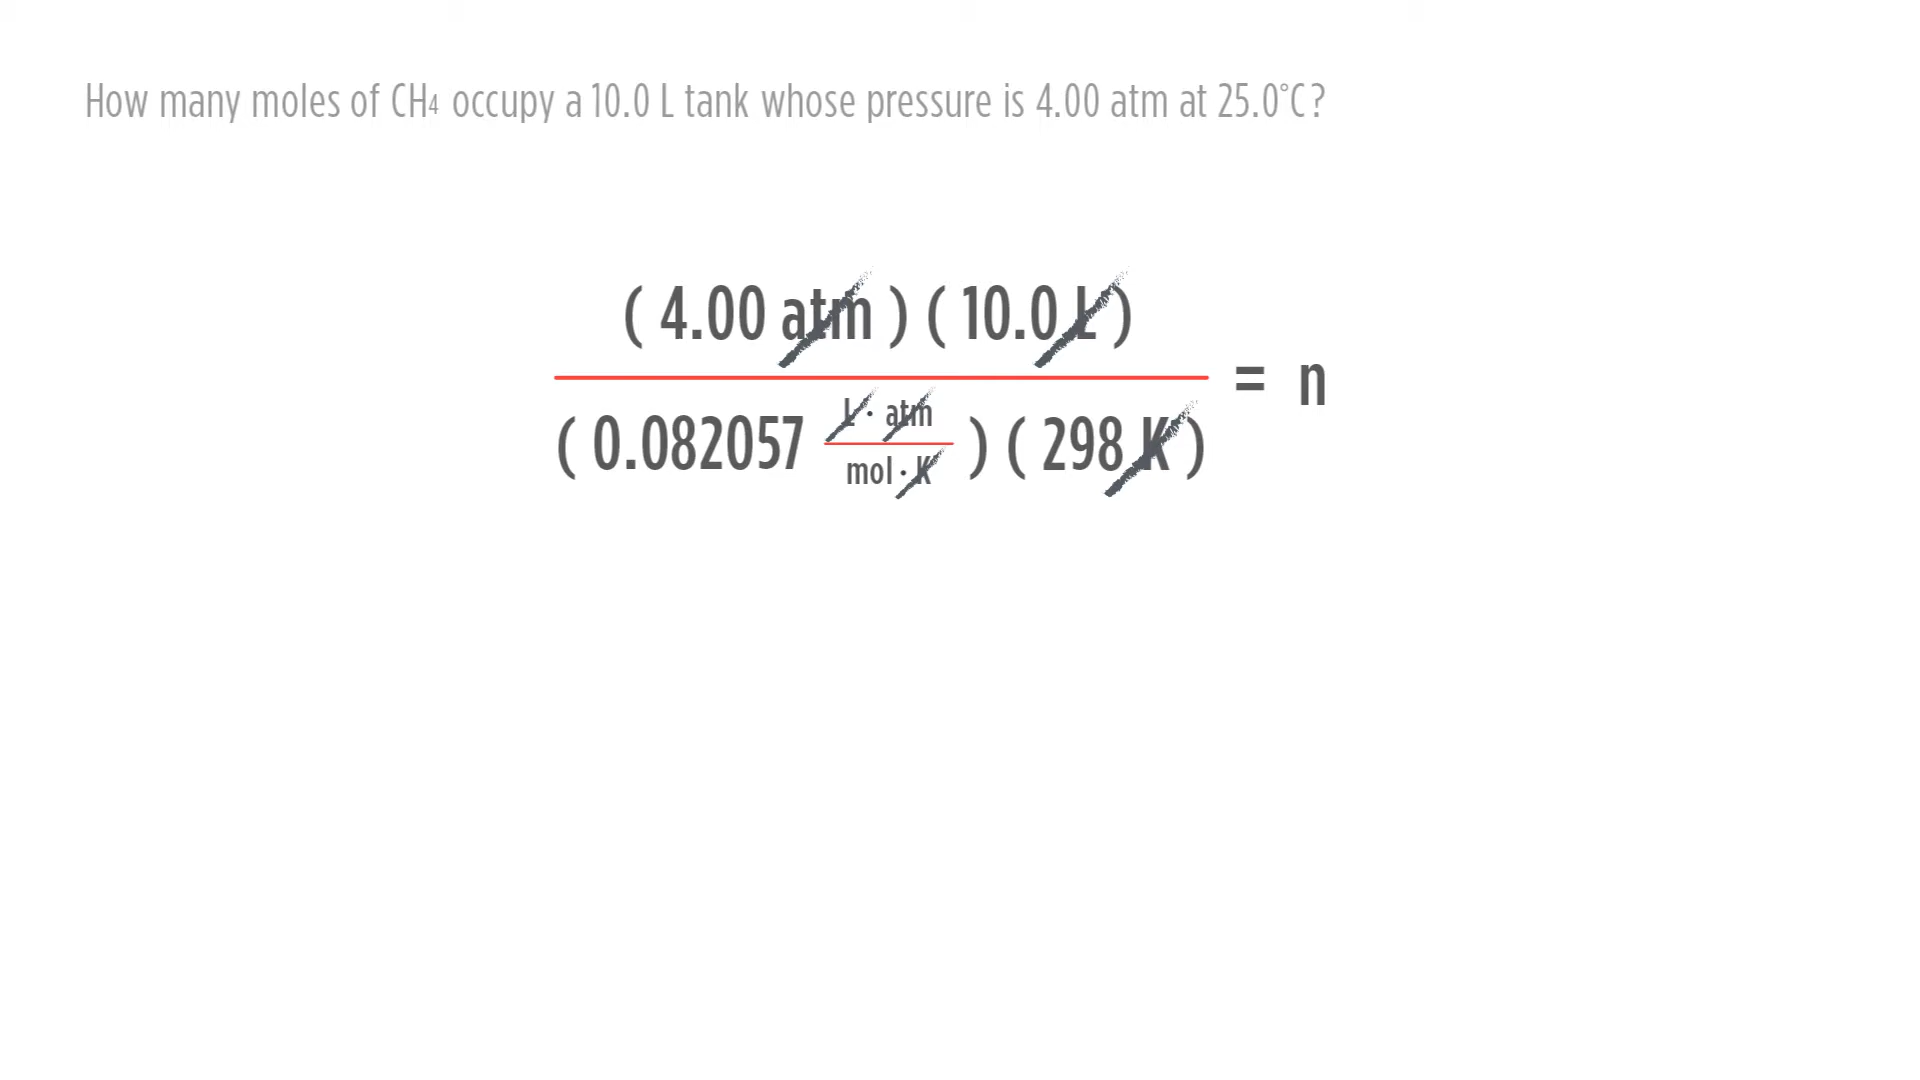 How many moles of CH₄ occupy a 10.0 L tank whose pressure is 4.00 atm at 25.0°C?
( 4.00 atm ) ( 10.0 L )
= n
( 0.082057 L · atm / mol · K ) ( 298 K )